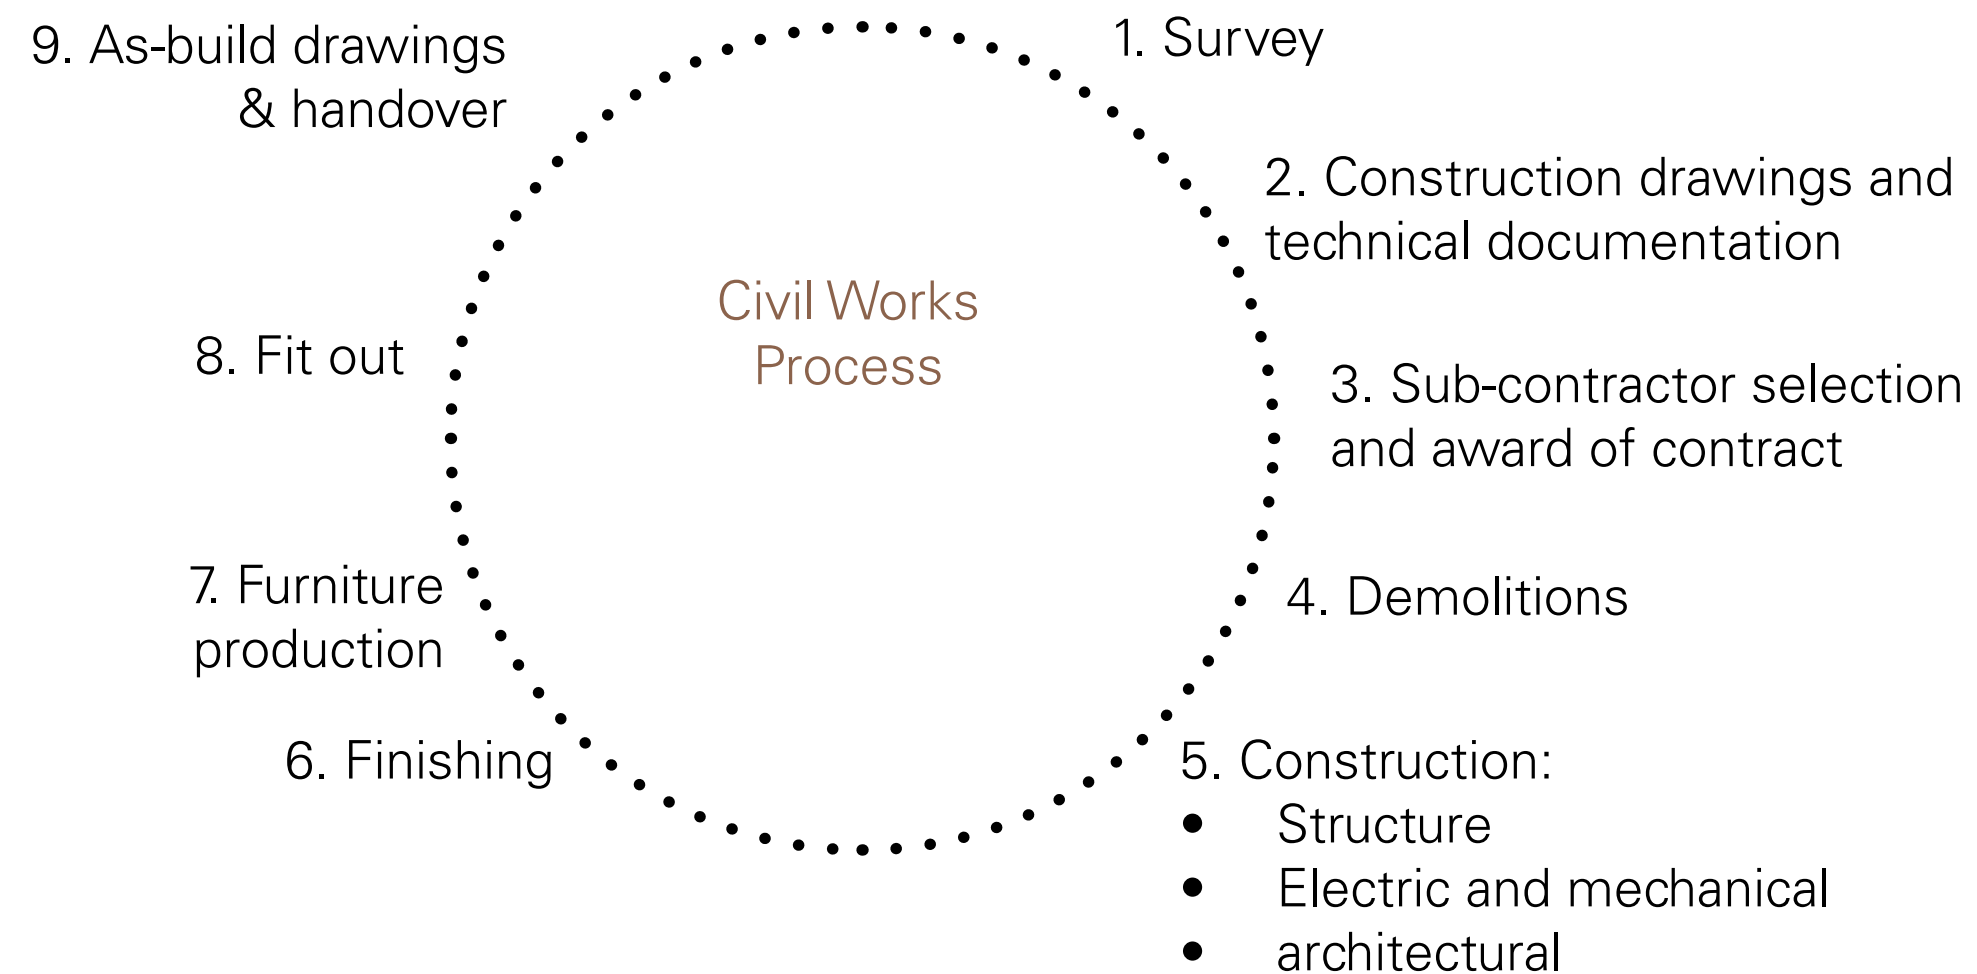 Civil Works
Process
1. Survey
2. Construction drawings and
technical documentation
3. Sub-contractor selection
and award of contract
4. Demolitions
5. Construction:
• Structure
• Electric and mechanical
• architectural
6. Finishing
7. Furniture
production
8. Fit out
9. As-build drawings
& handover